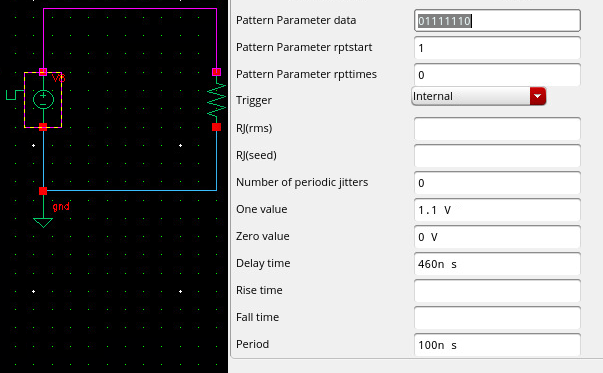 Pattern Parameter data 01111110
Pattern Parameter rptstart 1
Pattern Parameter rpttimes 0
Trigger Internal
RJ(rms)
RJ(seed)
Number of periodic jitters 0
One value 1.1 V
Zero value 0 V
Delay time 460n s
Rise time
Fall time
Period 100n s
gnd